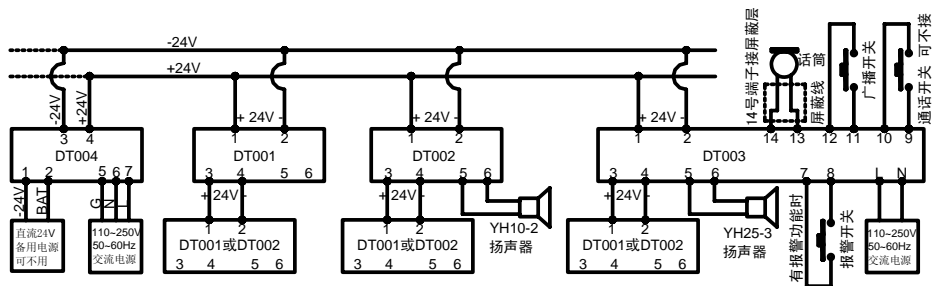 -24V
+24V
-24V
+24V
3 4
DT004
1 2 5 6 7
-24V
BAT
G
N
L
直流24V
备用电源
可不用
110~250V
50~60Hz
交流电源
+ 24V -
1 2
DT001
3 4 5 6
+ 24V -
1 2
DT001或DT002
3 4 5 6
+ 24V -
1 2
DT002
3 4 5 6
+ 24V -
1 2
DT001或DT002
3 4 5 6
YH10-2
扬声器
+ 24V -
1 2 14 13 12 11 10 9
DT003
3 4 5 6 7 8 L N
14号端子接屏蔽层
话筒
屏蔽线
广播开关
通话开关 可不接
+ 24V -
1 2
DT001或DT002
3 4 5 6
YH25-3
扬声器
有报警功能时
报警开关
110~250V
50~60Hz
交流电源